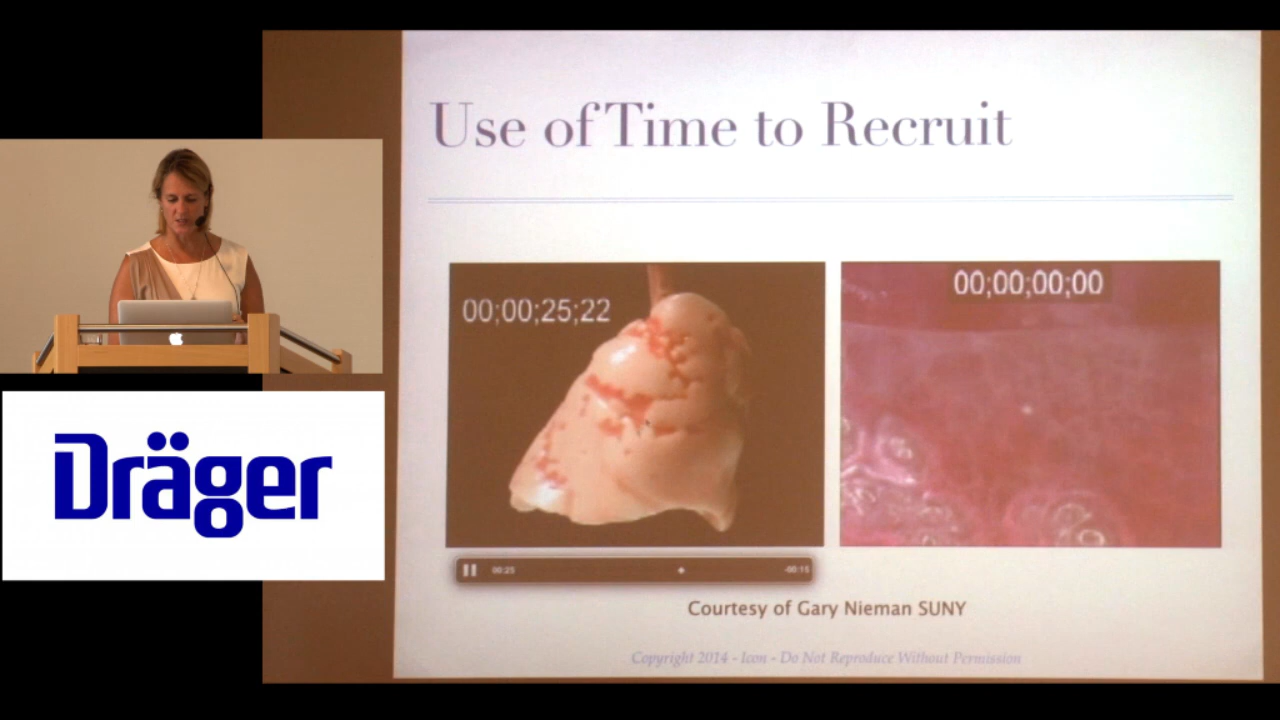 Use of Time to Recruit
00;00;25;22
00;00;00;00
00:25
-00:15
Courtesy of Gary Nieman SUNY
Copyright 2014 - Icon - Do Not Reproduce Without Permission
Dräger